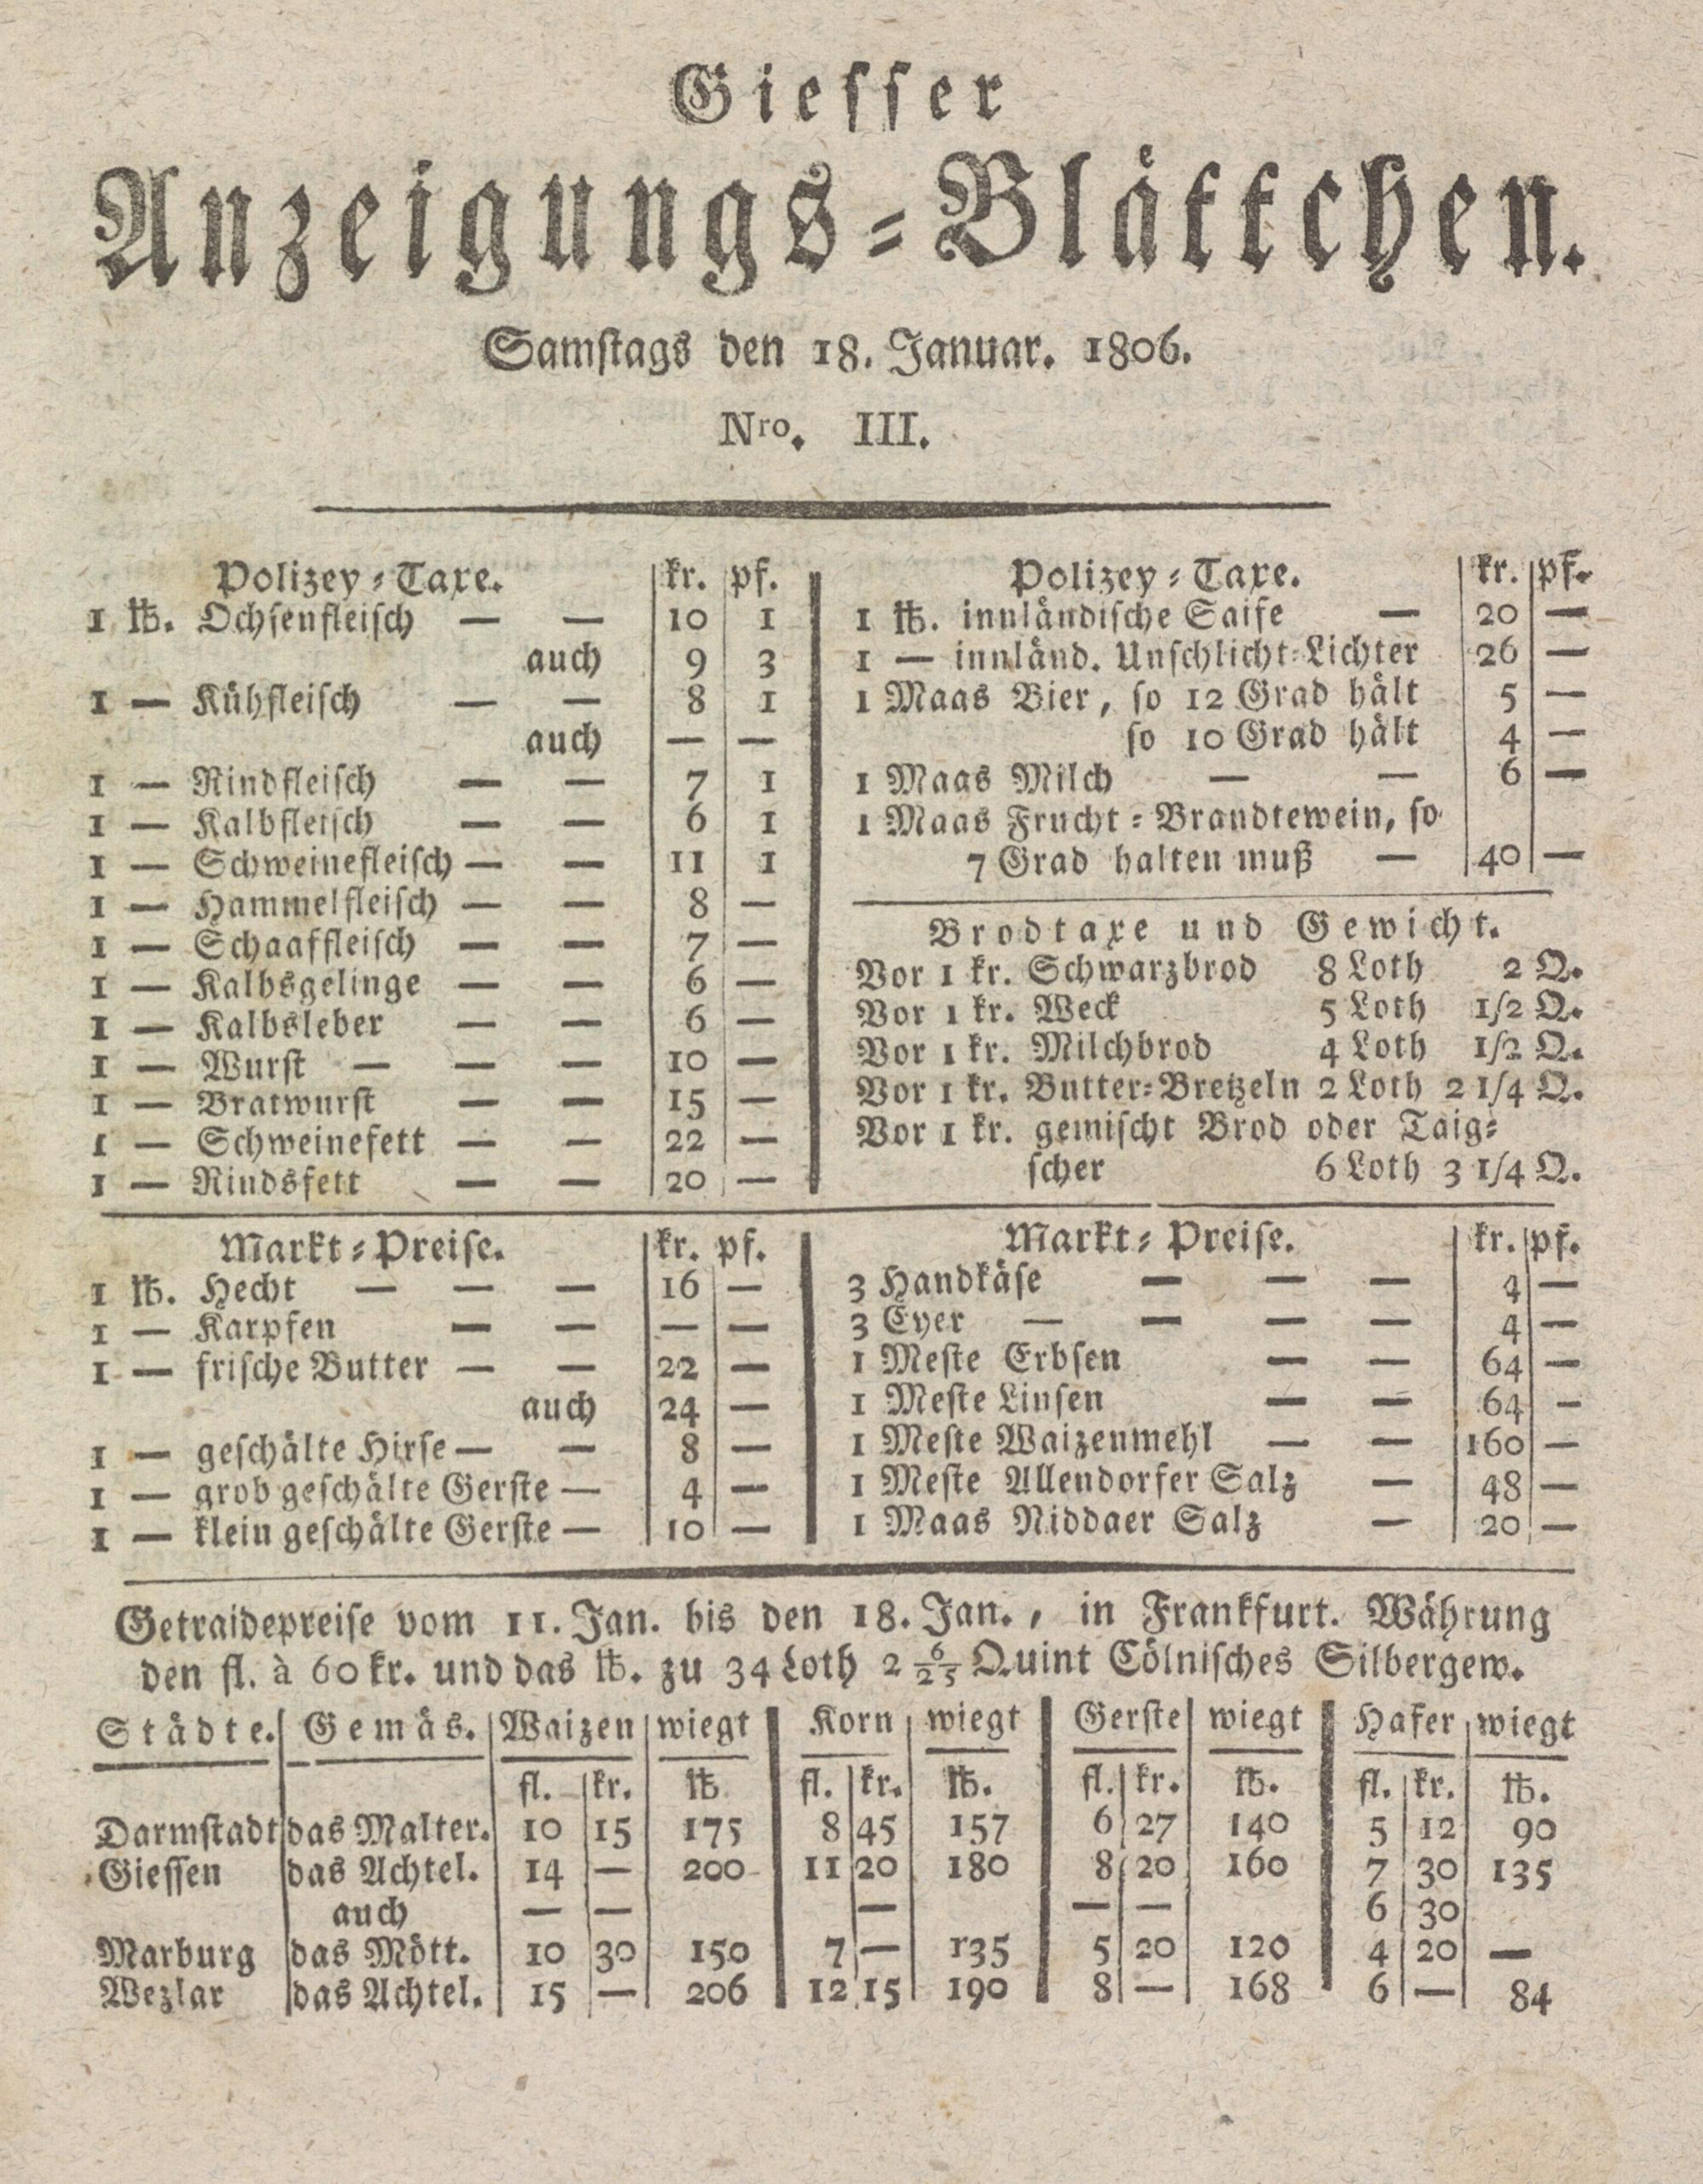 Giesser
Anzeigungs-Blättchen.
Samstags den 18. Januar. 1806.
Nro. III.
Polizey-Taxe. kr. pf.
1 ℔. Ochsenfleisch — — 10 1
auch 9 3
1 — Kühfleisch — — 8 1
auch — —
1 — Rindfleisch — — 7 1
1 — Kalbfleisch — — 6 1
1 — Schweinefleisch — — 11 1
1 — Hammelfleisch — — 8 —
1 — Schaaffleisch — — 7 —
1 — Kalbsgelinge — — 6 —
1 — Kalbsleber — — 6 —
1 — Wurst — — — 10 —
1 — Bratwurst — — 15 —
1 — Schweinefett — — 22 —
1 — Rindsfett — — 20 —
Polizey-Taxe. kr. pf.
1 ℔. innländische Saife — 20 —
1 — innländ. Unschlicht-Lichter 26 —
1 Maas Bier, so 12 Grad hält 5 —
so 10 Grad hält 4 —
1 Maas Milch — — 6 —
1 Maas Frucht-Brandtewein, so
7 Grad halten muß — 40 —
Brodtaxe und Gewicht.
Vor 1 kr. Schwarzbrod 8 Loth 2 Q.
Vor 1 kr. Weck 5 Loth 1/2 Q.
Vor 1 kr. Milchbrod 4 Loth 1/2 Q.
Vor 1 kr. Butter-Bretzeln 2 Loth 2 1/4 Q.
Vor 1 kr. gemischt Brod oder Taig-
scher 6 Loth 3 1/4 Q.
Markt-Preise. kr. pf.
1 ℔. Hecht — — — 16 —
1 — Karpfen — — — —
1 — frische Butter — — 22 —
auch 24 —
1 — geschälte Hirse — — 8 —
1 — grob geschälte Gerste — 4 —
1 — klein geschälte Gerste — 10 —
Markt-Preise. kr. pf.
3 Handkäse — — — 4 —
3 Eyer — — — — 4 —
1 Meste Erbsen — — 64 —
1 Meste Linsen — — 64 —
1 Meste Waizenmehl — — 160 —
1 Meste Allendorfer Salz — 48 —
1 Maas Niddaer Salz — 20 —
Getraidepreise vom 11. Jan. bis den 18. Jan., in Frankfurt. Währung
den fl. à 60 kr. und das ℔. zu 34 Loth 2 6/25 Quint Cölnisches Silbergew.
Städte. Gemäs. Waizen wiegt Korn wiegt Gerste wiegt Hafer wiegt
fl. kr. ℔ fl. kr. ℔. fl. kr. ℔. fl. kr. ℔.
Darmstadt das Malter. 10 15 175 8 45 157 6 27 140 5 12 90
Giessen das Achtel. 14 — 200 11 20 180 8 20 160 7 30 135
auch — — — — — 6 30
Marburg das Mött. 10 30 150 7 — 135 5 20 120 4 20 —
Wezlar das Achtel. 15 — 206 12 15 190 8 — 168 6 — 84